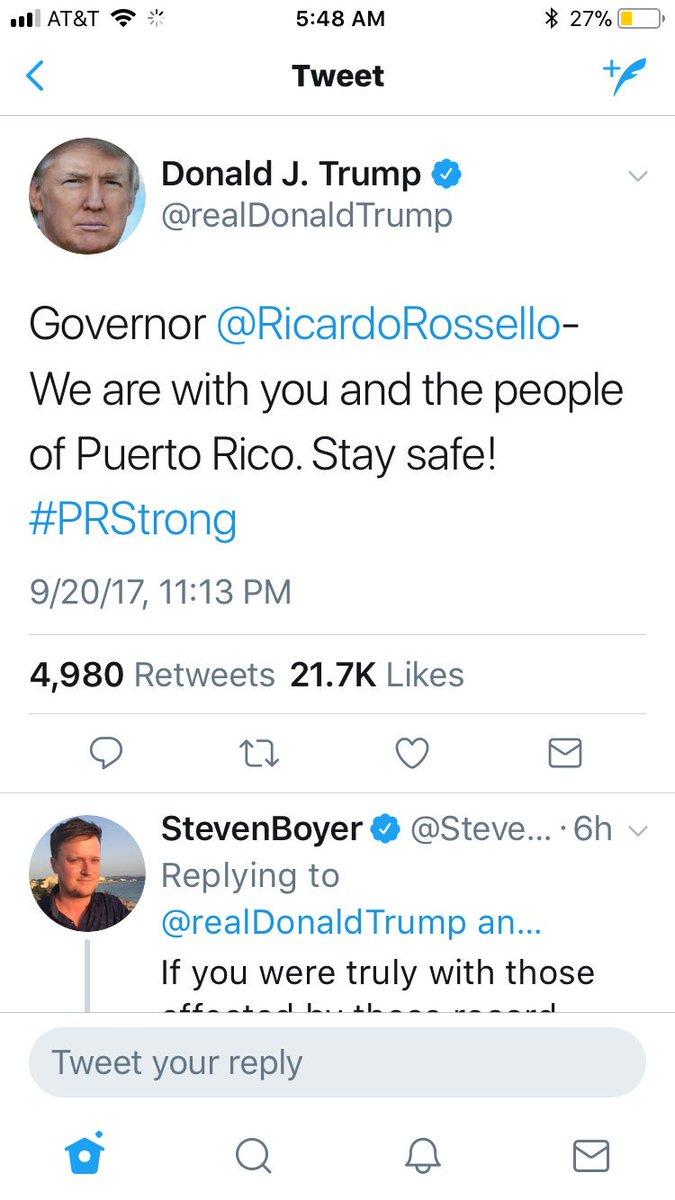 AT&T 5:48 AM 27%
Tweet
Donald J. Trump
@realDonaldTrump
Governor @RicardoRossello-
We are with you and the people
of Puerto Rico. Stay safe!
#PRStrong
9/20/17, 11:13 PM
4,980 Retweets 21.7K Likes
StevenBoyer @Steve... · 6h
Replying to
@realDonaldTrump an...
If you were truly with those
Tweet your reply